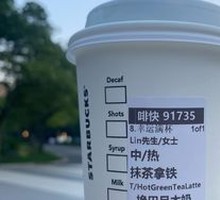 Decaf
Shots
Syrup
Milk
STARBUCKS
啡快 91735
8.幸运满杯 1of1
Lin先生/女士
中/热
抹茶拿铁
T/HotGreenTeaLatte